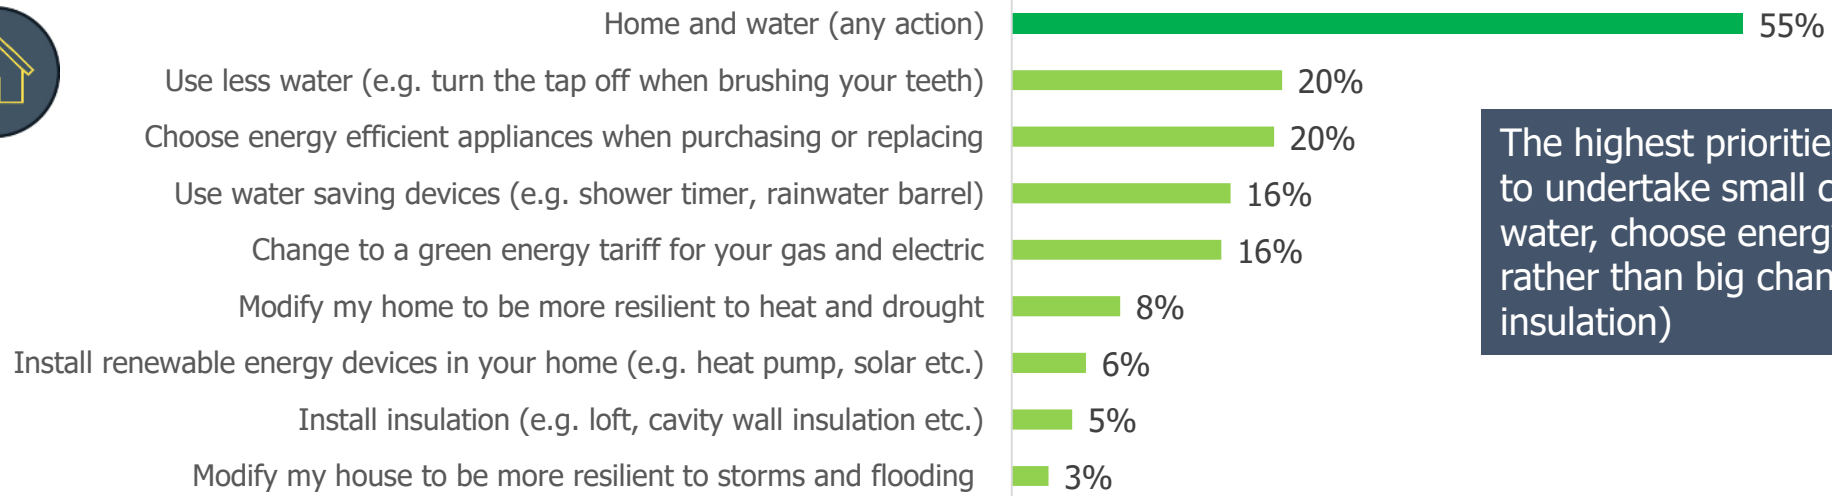 Home and water (any action) 55%
Use less water (e.g. turn the tap off when brushing your teeth) 20%
Choose energy efficient appliances when purchasing or replacing 20%
Use water saving devices (e.g. shower timer, rainwater barrel) 16%
Change to a green energy tariff for your gas and electric 16%
Modify my home to be more resilient to heat and drought 8%
Install renewable energy devices in your home (e.g. heat pump, solar etc.) 6%
Install insulation (e.g. loft, cavity wall insulation etc.) 5%
Modify my house to be more resilient to storms and flooding 3%
The highest
to undertake small
water, choose
rather than big
insulation)